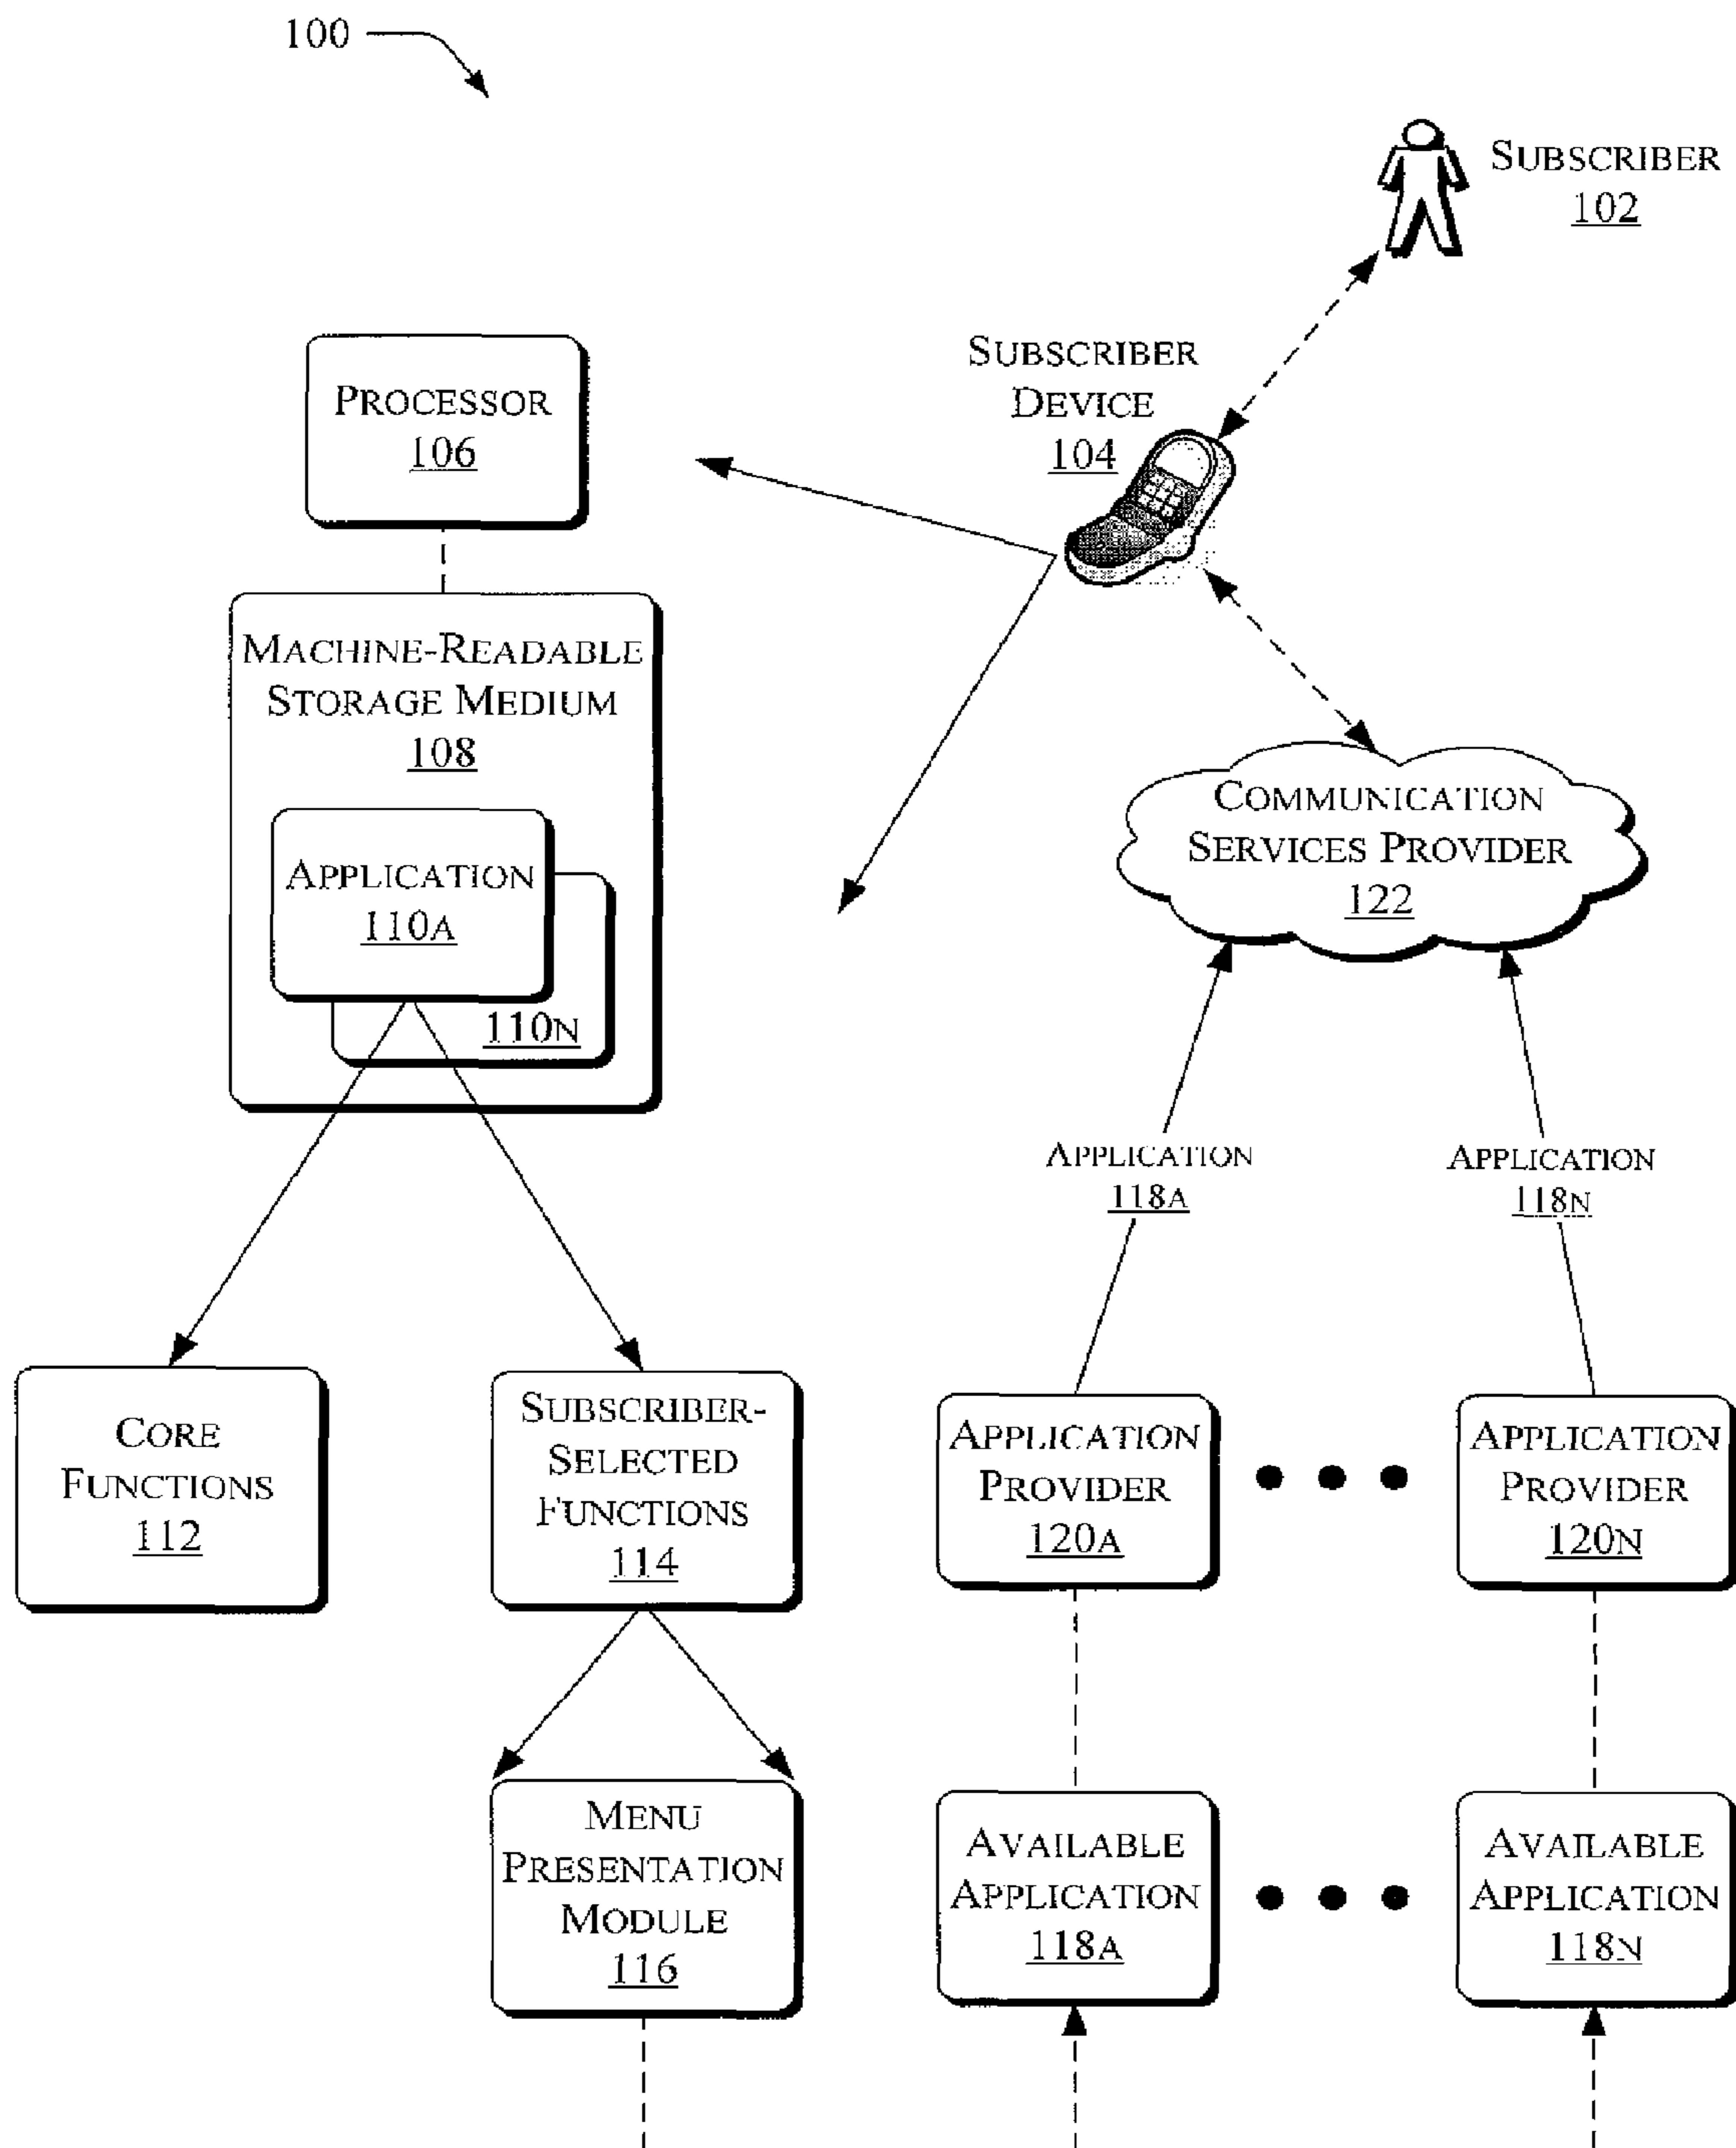 100
SUBSCRIBER
102
SUBSCRIBER
DEVICE
104
PROCESSOR
106
MACHINE-READABLE
STORAGE MEDIUM
108
APPLICATION
110A
110N
COMMUNICATION
SERVICES PROVIDER
122
APPLICATION
118A
APPLICATION
118N
CORE
FUNCTIONS
112
SUBSCRIBER-
SELECTED
FUNCTIONS
114
APPLICATION
PROVIDER
120A
APPLICATION
PROVIDER
120N
MENU
PRESENTATION
MODULE
116
AVAILABLE
APPLICATION
118A
AVAILABLE
APPLICATION
118N